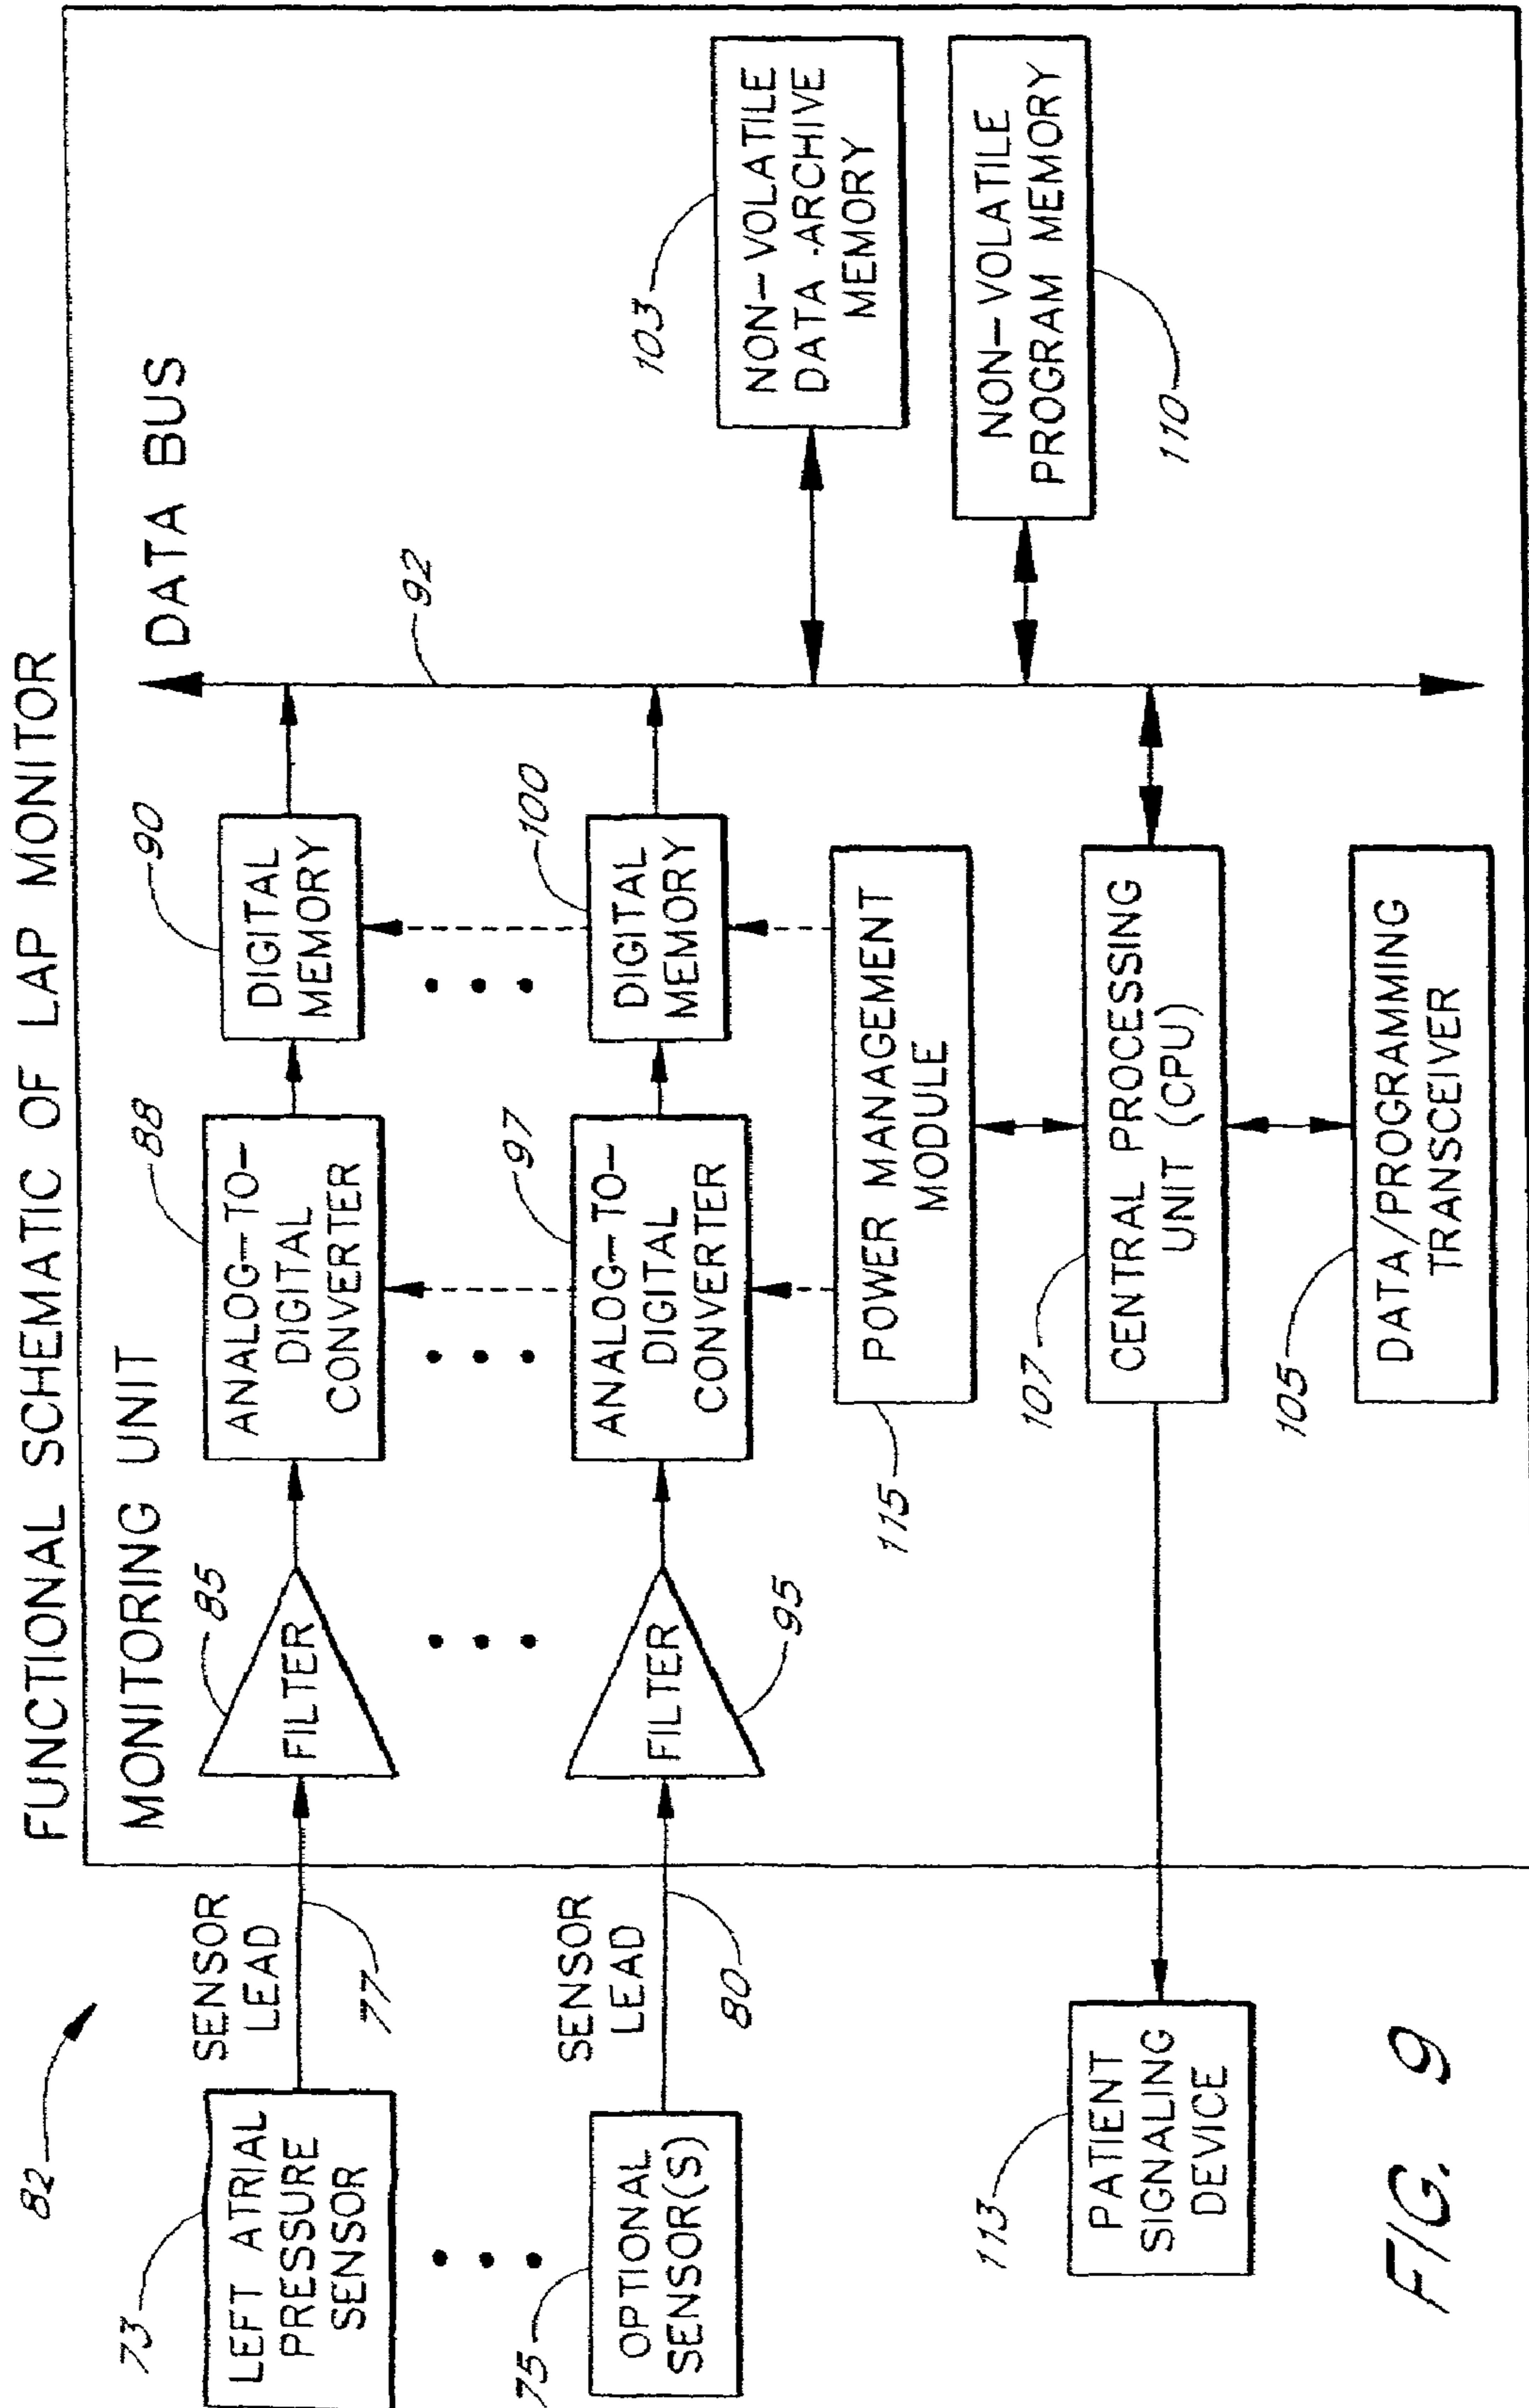 FUNCTIONAL SCHEMATIC OF LAP MONITOR
82
MONITORING UNIT
DATA BUS
73
LEFT ATRIAL
PRESSURE
SENSOR
SENSOR
LEAD
77
85
FILTER
88
ANALOG-TO-
DIGITAL
CONVERTER
90
DIGITAL
MEMORY
92
75
OPTIONAL
SENSOR(S)
SENSOR
LEAD
80
FILTER
95
97
ANALOG-TO-
DIGITAL
CONVERTER
100
DIGITAL
MEMORY
103
NON-VOLATILE
DATA-ARCHIVE
MEMORY
NON-VOLATILE
PROGRAM MEMORY
110
POWER MANAGEMENT
MODULE
115
113
PATIENT
SIGNALING
DEVICE
107
CENTRAL PROCESSING
UNIT (CPU)
105
DATA/PROGRAMMING
TRANSCEIVER
FIG. 9